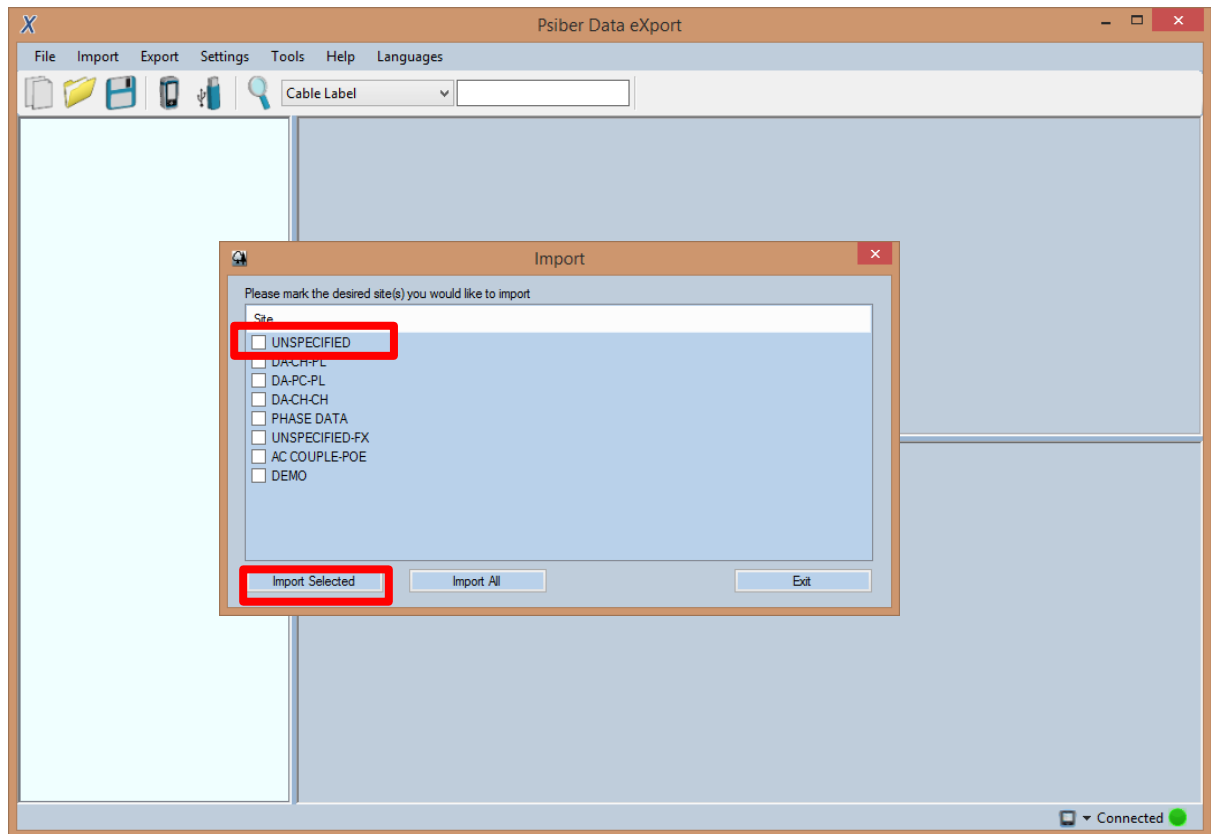 X Psiber Data eXport
File Import Export Settings Tools Help Languages
Cable Label
Import
Please mark the desired site(s) you would like to import
Site
UNSPECIFIED
DA-CH-PL
DA-PC-PL
DA-CH-CH
PHASE DATA
UNSPECIFIED-FX
AC COUPLE-POE
DEMO
Import Selected Import All Exit
Connected